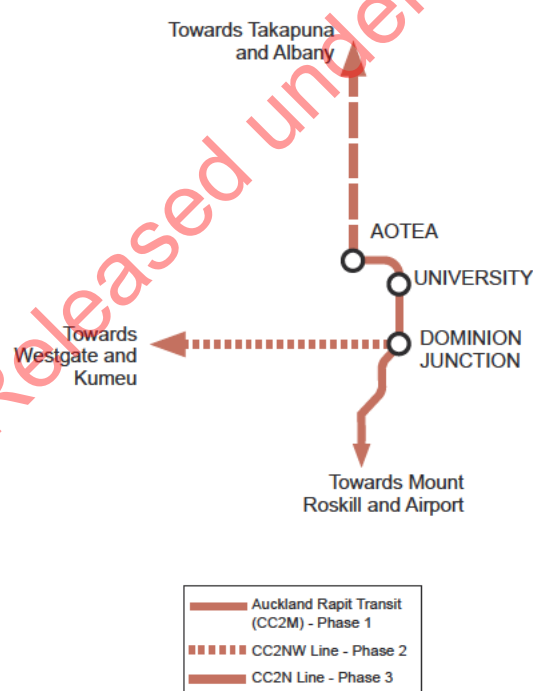 Towards Takapuna
and Albany
AOTEA
UNIVERSITY
DOMINION
JUNCTION
Towards
Westgate and
Kumeu
Towards Mount
Roskill and Airport
Released under
Auckland Rapit Transit
(CC2M) - Phase 1
CC2NW Line - Phase 2
CC2N Line - Phase 3